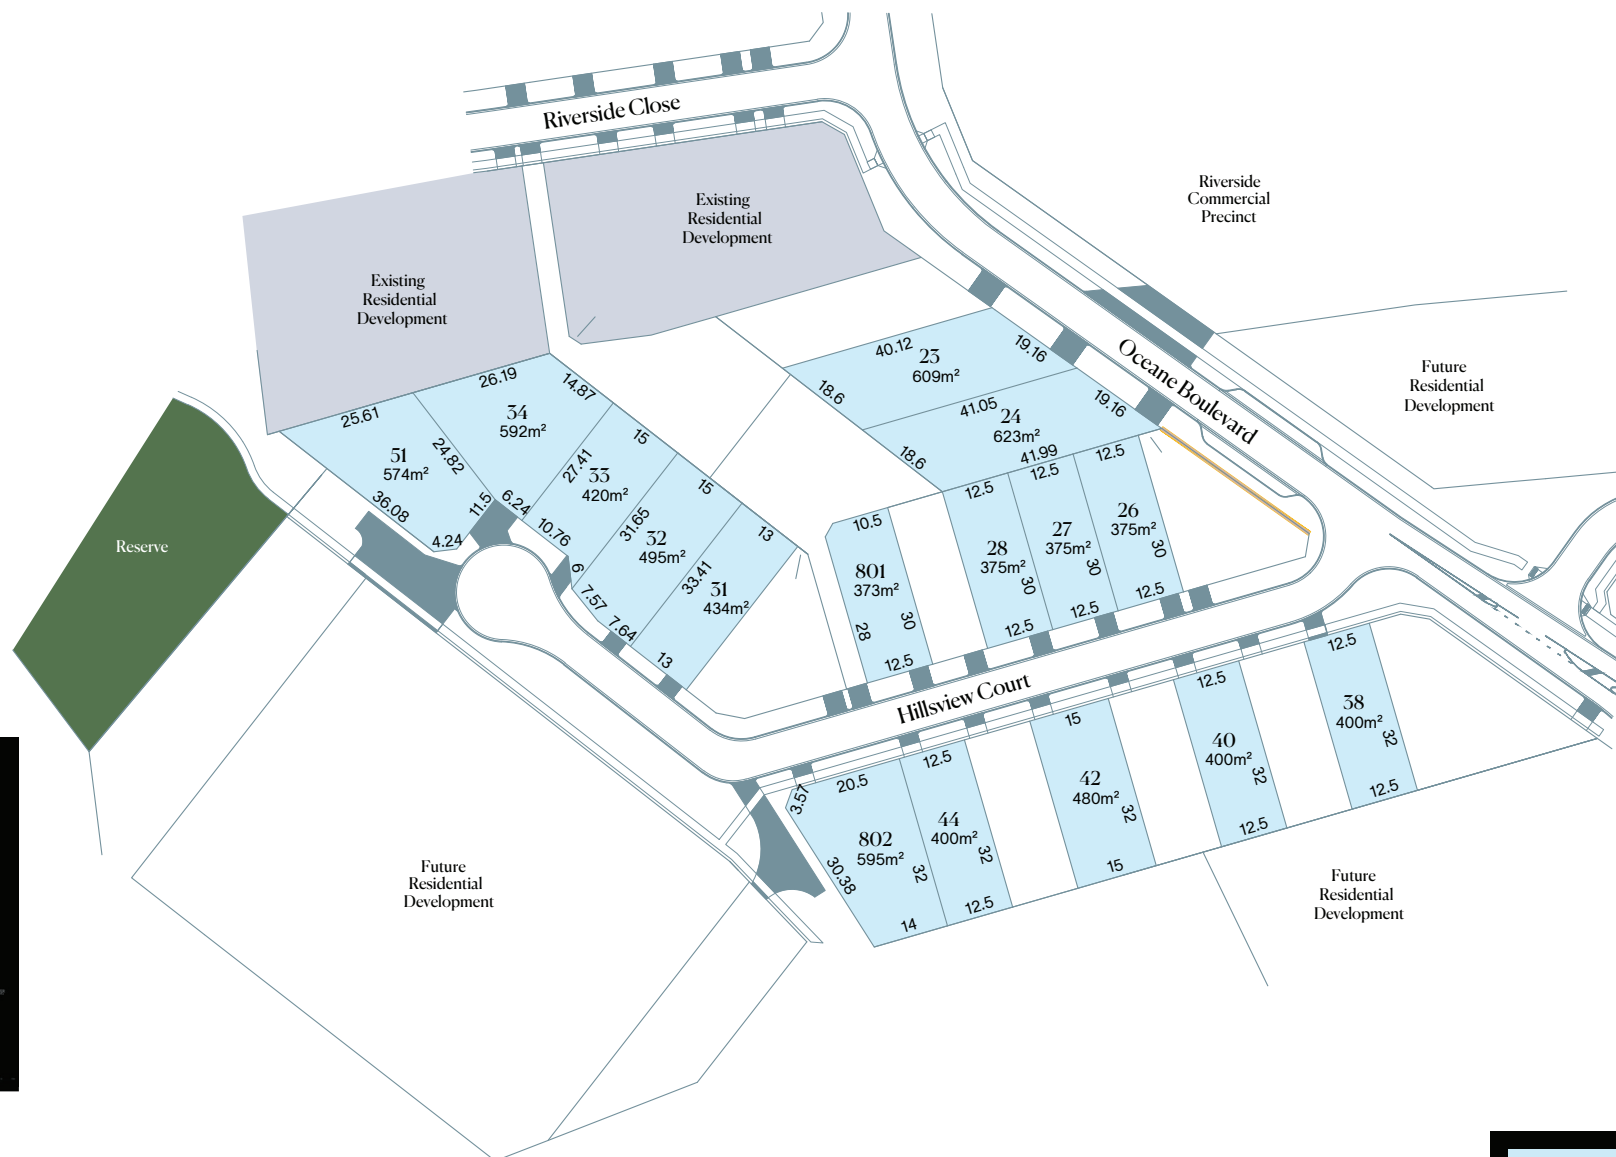 Riverside Close
Existing
Residential
Development
Riverside
Commercial
Precinct
Existing
Residential
Development
Oceane Boulevard
Future
Residential
Development
40.12
23
609m²
19.16
18.6
41.05
24
623m²
19.16
41.99
18.6
26.19
14.87
34
592m²
25.61
51
574m²
24.82
36.08
4.24
11.5
6.24
27.41
15
33
420m²
10.76
6
7.57
31.65
15
32
495m²
7.64
33.41
13
31
434m²
13
Reserve
10.5
801
373m²
28
30
12.5
12.5
28
375m²
30
12.5
12.5
27
375m²
30
12.5
12.5
26
375m²
30
12.5
Hillsview Court
3.57
20.5
802
595m²
30.38
32
14
12.5
44
400m²
32
12.5
15
42
480m²
32
15
12.5
40
400m²
32
12.5
12.5
38
400m²
32
12.5
Future
Residential
Development
Future
Residential
Development